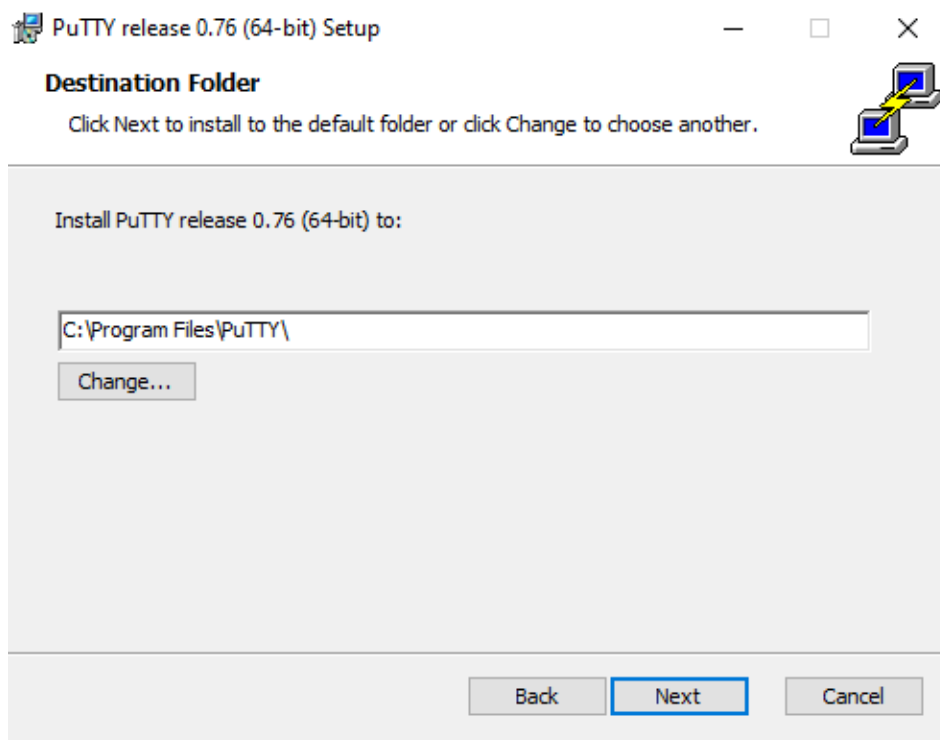 PuTTY release 0.76 (64-bit) Setup
Destination Folder
Click Next to install to the default folder or click Change to choose another.
Install PuTTY release 0.76 (64-bit) to:
C:\Program Files\PuTTY\
Change...
Back Next Cancel